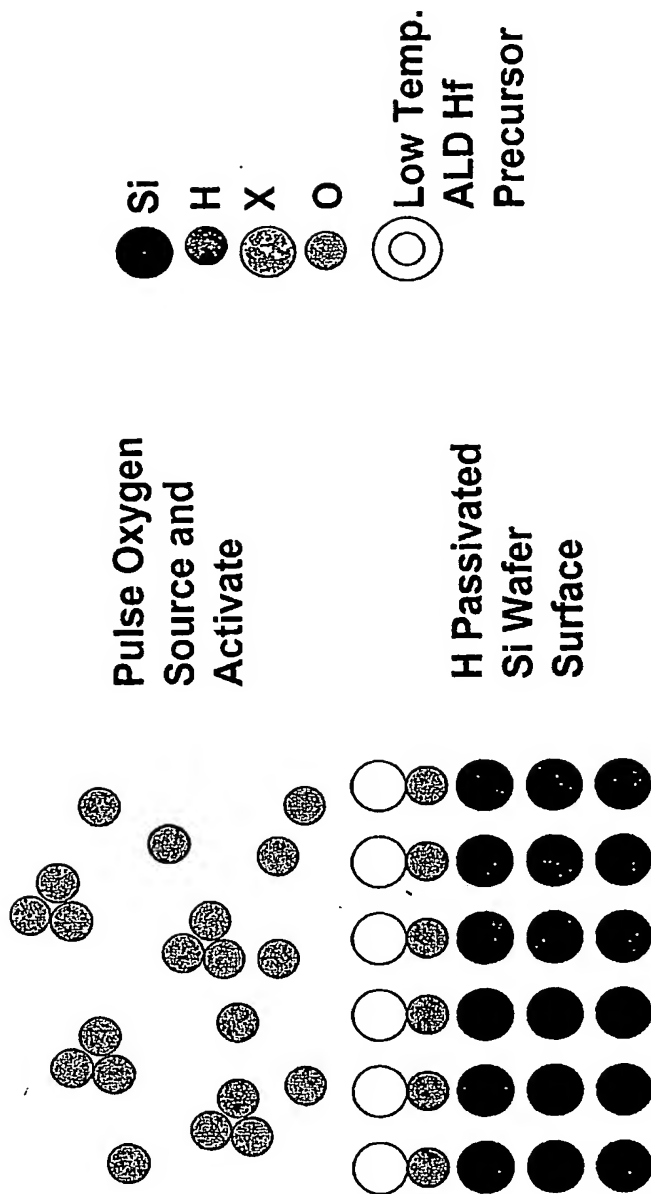 Pulse Oxygen
Source and
Activate
H Passivated
Si Wafer
Surface
Si
H
X
O
Low Temp.
ALD Hf
Precursor